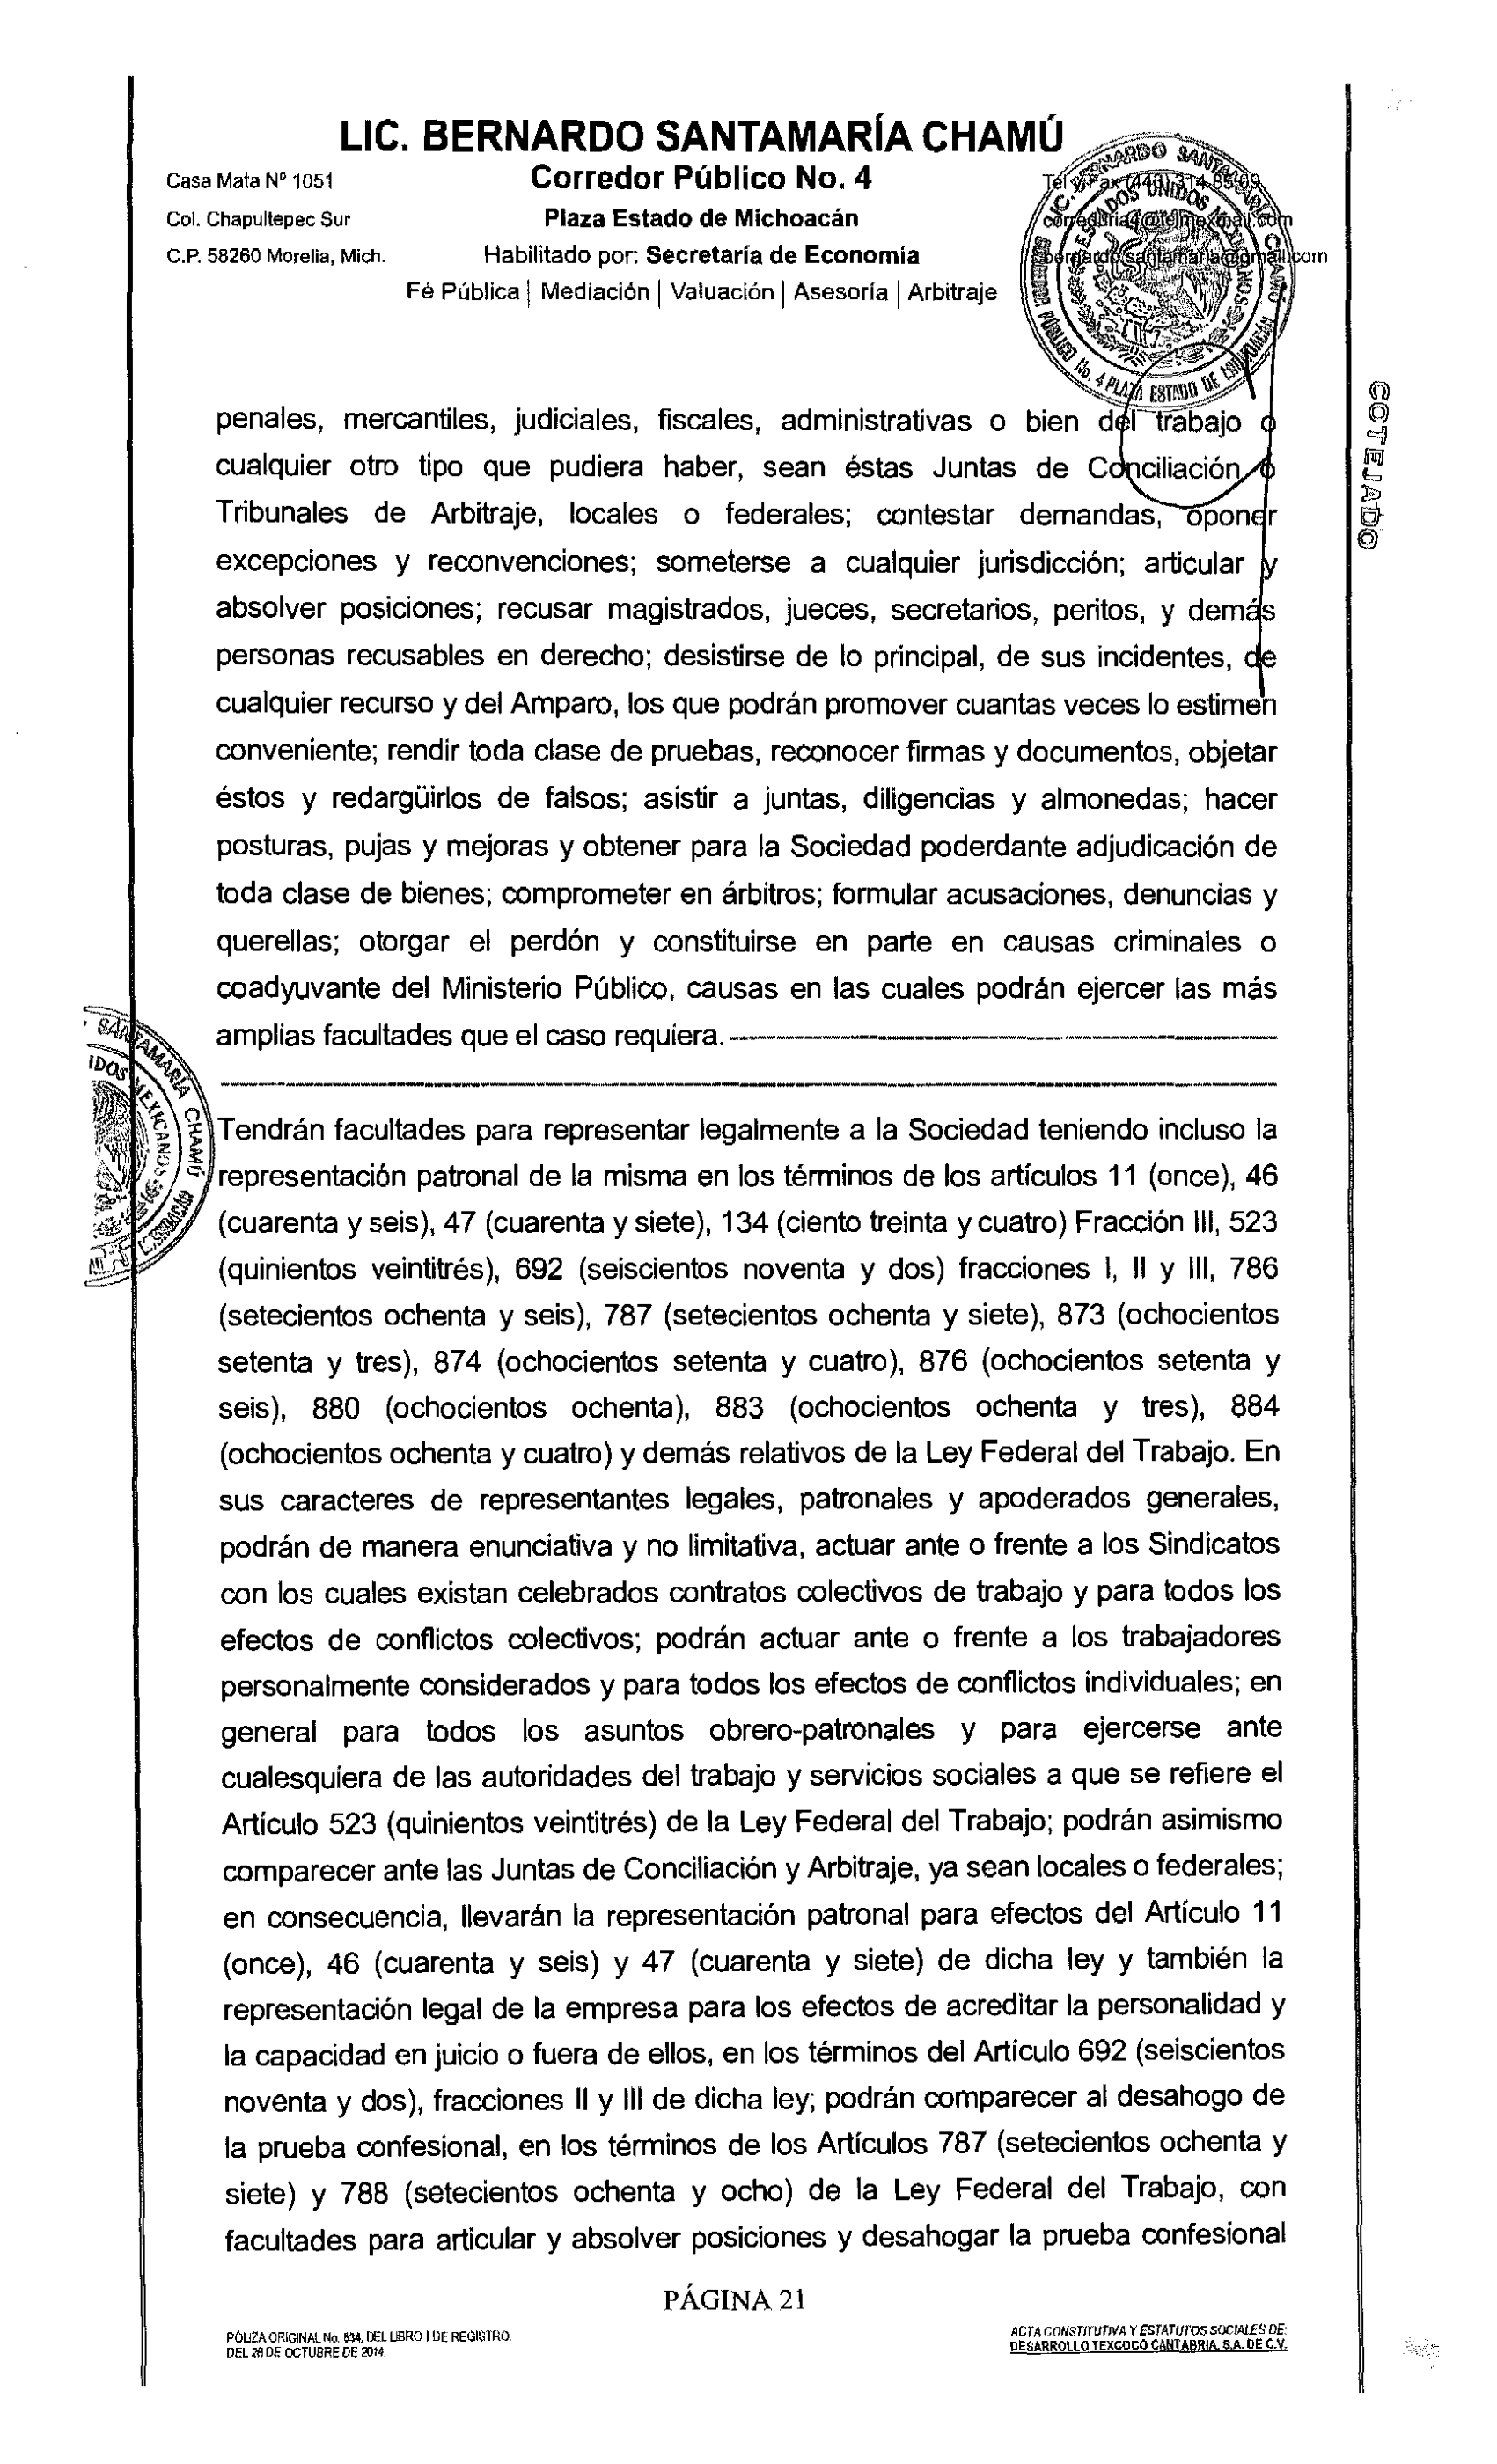 LIC. BERNARDO SANTAMARÍA CHAMÚ
Casa Mata Nº 1051
Corredor Público No. 4
Tel y Fax (443) 314 85 09
Col. Chapultepec Sur
Plaza Estado de Michoacán
correduria4@telmexmail.com
C.P. 58260 Morelia, Mich.
Habilitado por: Secretaría de Economía
bernardo.santamaria@gmail.com
Fé Pública | Mediación | Valuación | Asesoría | Arbitraje
COTEJADO
penales, mercantiles, judiciales, fiscales, administrativas o bien del trabajo o
cualquier otro tipo que pudiera haber, sean éstas Juntas de Conciliación o
Tribunales de Arbitraje, locales o federales; contestar demandas, oponer
excepciones y reconvenciones; someterse a cualquier jurisdicción; articular y
absolver posiciones; recusar magistrados, jueces, secretarios, peritos, y demás
personas recusables en derecho; desistirse de lo principal, de sus incidentes, de
cualquier recurso y del Amparo, los que podrán promover cuantas veces lo estimen
conveniente; rendir toda clase de pruebas, reconocer firmas y documentos, objetar
éstos y redargüirlos de falsos; asistir a juntas, diligencias y almonedas; hacer
posturas, pujas y mejoras y obtener para la Sociedad poderdante adjudicación de
toda clase de bienes; comprometer en árbitros; formular acusaciones, denuncias y
querellas; otorgar el perdón y constituirse en parte en causas criminales o
coadyuvante del Ministerio Público, causas en las cuales podrán ejercer las más
amplias facultades que el caso requiera.
Tendrán facultades para representar legalmente a la Sociedad teniendo incluso la
representación patronal de la misma en los términos de los artículos 11 (once), 46
(cuarenta y seis), 47 (cuarenta y siete), 134 (ciento treinta y cuatro) Fracción III, 523
(quinientos veintitrés), 692 (seiscientos noventa y dos) fracciones I, II y III, 786
(setecientos ochenta y seis), 787 (setecientos ochenta y siete), 873 (ochocientos
setenta y tres), 874 (ochocientos setenta y cuatro), 876 (ochocientos setenta y
seis), 880 (ochocientos ochenta), 883 (ochocientos ochenta y tres), 884
(ochocientos ochenta y cuatro) y demás relativos de la Ley Federal del Trabajo. En
sus caracteres de representantes legales, patronales y apoderados generales,
podrán de manera enunciativa y no limitativa, actuar ante o frente a los Sindicatos
con los cuales existan celebrados contratos colectivos de trabajo y para todos los
efectos de conflictos colectivos; podrán actuar ante o frente a los trabajadores
personalmente considerados y para todos los efectos de conflictos individuales; en
general para todos los asuntos obrero-patronales y para ejercerse ante
cualesquiera de las autoridades del trabajo y servicios sociales a que se refiere el
Artículo 523 (quinientos veintitrés) de la Ley Federal del Trabajo; podrán asimismo
comparecer ante las Juntas de Conciliación y Arbitraje, ya sean locales o federales;
en consecuencia, llevarán la representación patronal para efectos del Artículo 11
(once), 46 (cuarenta y seis) y 47 (cuarenta y siete) de dicha ley y también la
representación legal de la empresa para los efectos de acreditar la personalidad y
la capacidad en juicio o fuera de ellos, en los términos del Artículo 692 (seiscientos
noventa y dos), fracciones II y III de dicha ley; podrán comparecer al desahogo de
la prueba confesional, en los términos de los Artículos 787 (setecientos ochenta y
siete) y 788 (setecientos ochenta y ocho) de la Ley Federal del Trabajo, con
facultades para articular y absolver posiciones y desahogar la prueba confesional
PÁGINA 21
PÓLIZA ORIGINAL No. 534, DEL LIBRO I DE REGISTRO.
DEL 28 DE OCTUBRE DE 2014.
ACTA CONSTITUTIVA Y ESTATUTOS SOCIALES DE:
DESARROLLO TEXCOCO CANTABRIA, S.A. DE C.V.